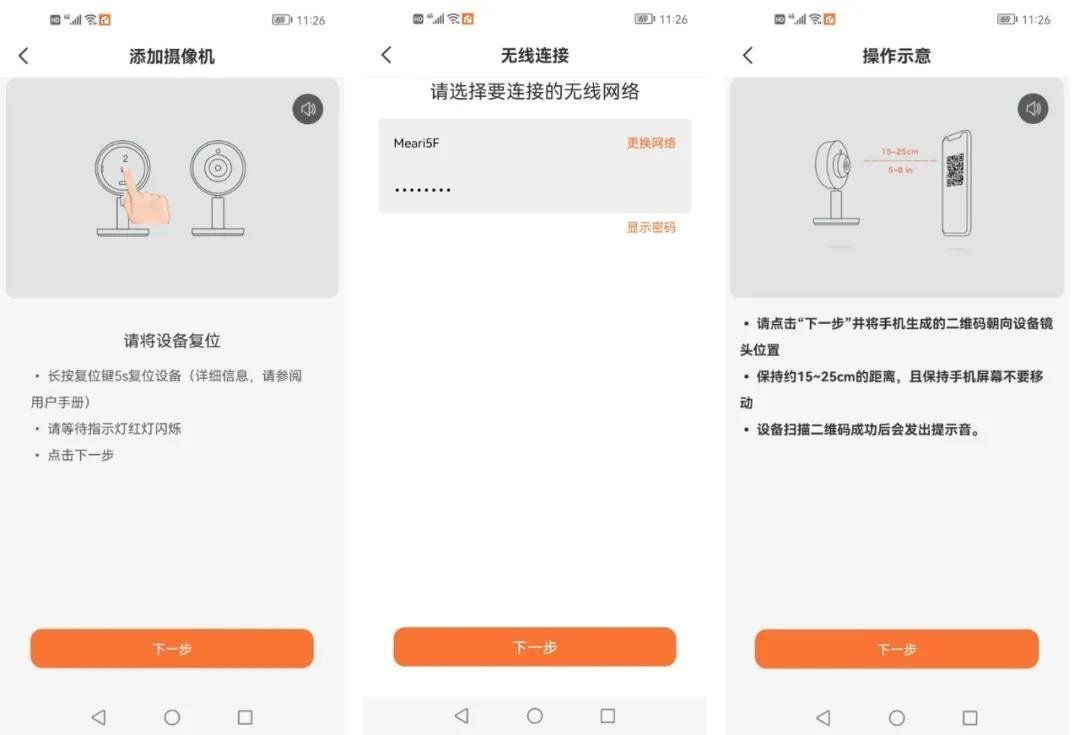 HD 4G 69 11:26
添加摄像机
2
请将设备复位
• 长按复位键5s复位设备（详细信息，请参阅
用户手册）
• 请等待指示灯红灯闪烁
• 点击下一步
下一步
HD 4G 69 11:26
无线连接
请选择要连接的无线网络
Meari5F 更换网络
••••••••
显示密码
下一步
HD 4G 69 11:26
操作示意
15~25cm
5~8 in
• 请点击“下一步”并将手机生成的二维码朝向设备镜
头位置
• 保持约15~25cm的距离，且保持手机屏幕不要移
动
• 设备扫描二维码成功后会发出提示音。
下一步